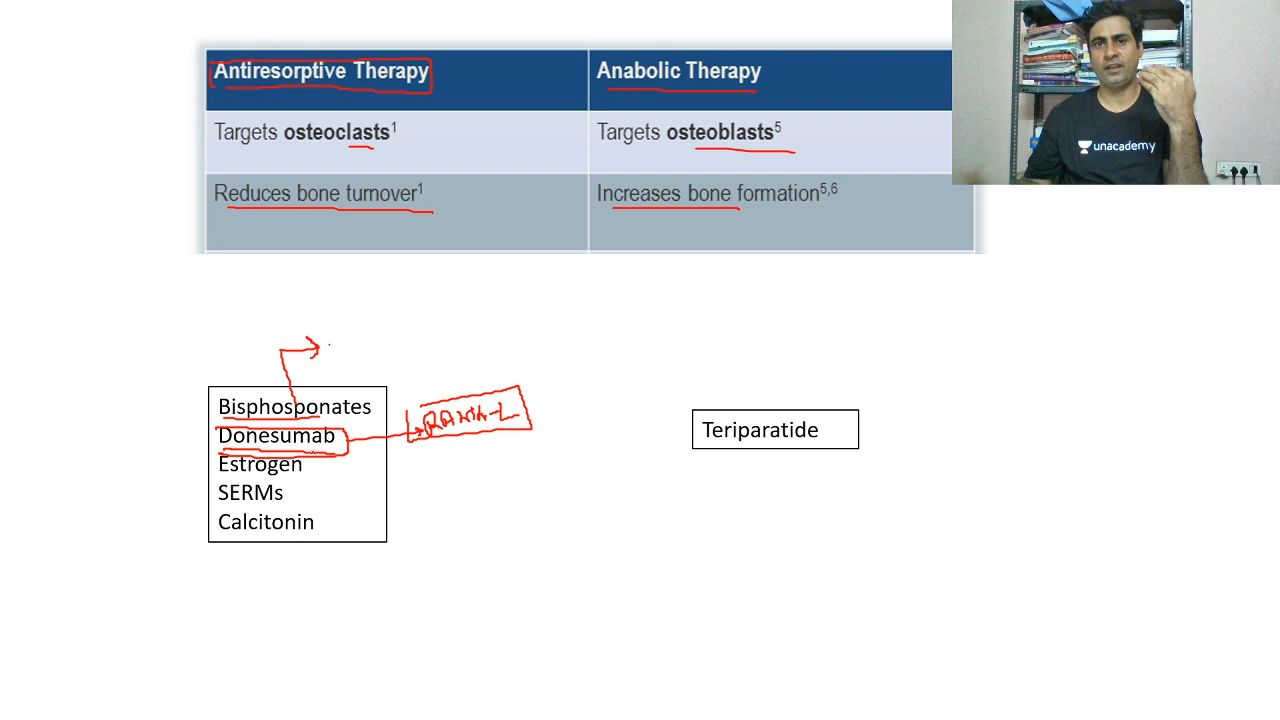 Antiresorptive Therapy
Anabolic Therapy
Targets osteoclasts1
Targets osteoblasts5
Reduces bone turnover1
Increases bone formation5,6
unacademy
Bisphosponates
Donesumab
Estrogen
SERMs
Calcitonin
RANK-L
Teriparatide